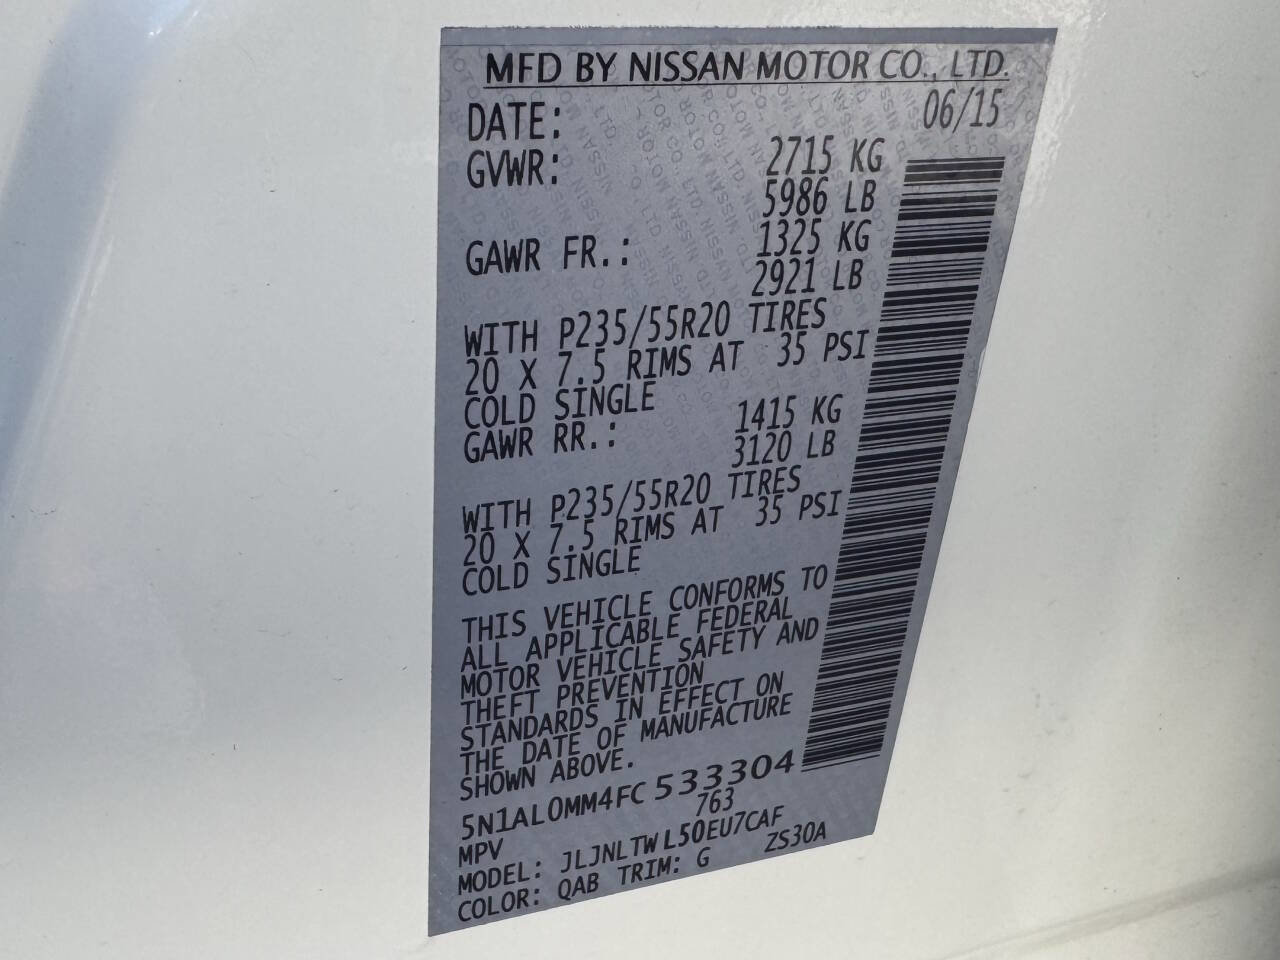 MFD BY NISSAN MOTOR CO., LTD.
DATE: 06/15
GVWR: 2715 KG
5986 LB
GAWR FR.: 1325 KG
2921 LB
WITH P235/55R20 TIRES
20 X 7.5 RIMS AT 35 PSI
COLD SINGLE
GAWR RR.: 1415 KG
3120 LB
WITH P235/55R20 TIRES
20 X 7.5 RIMS AT 35 PSI
COLD SINGLE
THIS VEHICLE CONFORMS TO
ALL APPLICABLE FEDERAL
MOTOR VEHICLE SAFETY AND
THEFT PREVENTION
STANDARDS IN EFFECT ON
THE DATE OF MANUFACTURE
SHOWN ABOVE.
5N1AL0MM4FC533304
MPV 763
MODEL: JLJNLTWL50EU7CAF
COLOR: QAB TRIM: G ZS30A